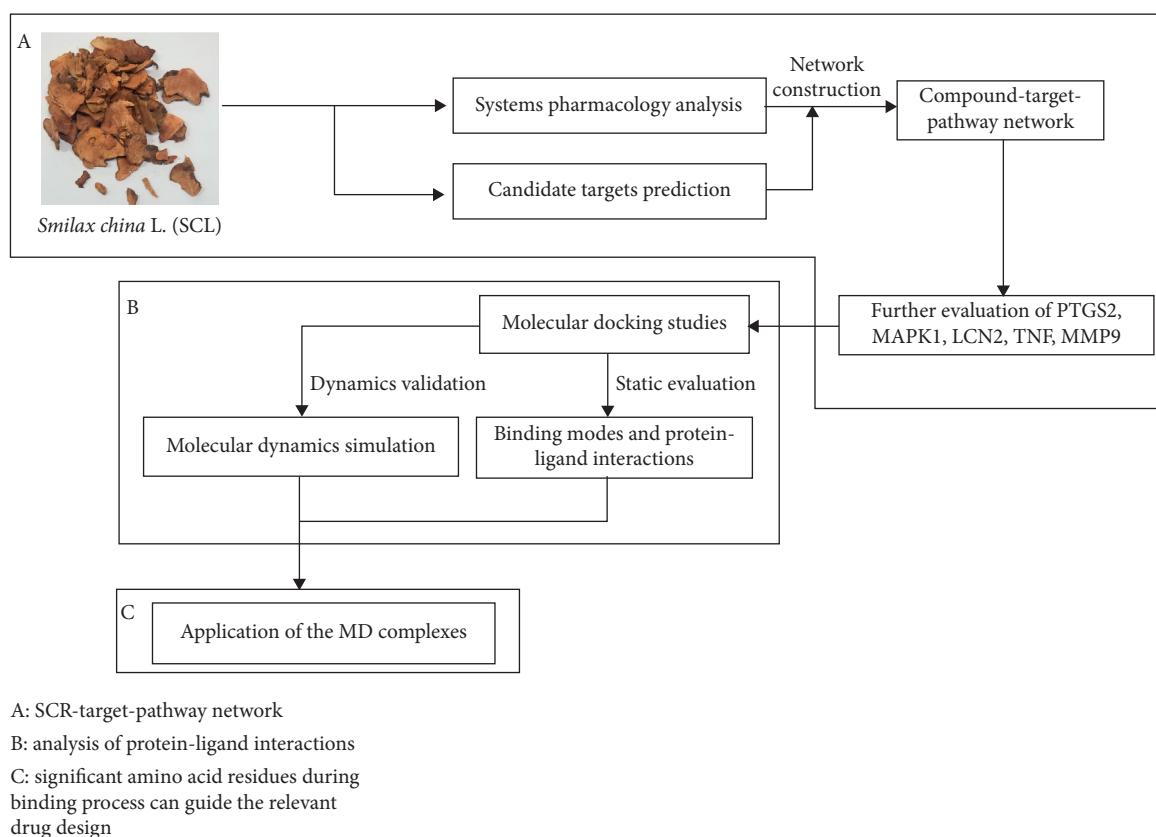 A
Smilax china L. (SCL)
Systems pharmacology analysis
Candidate targets prediction
Network
construction
Compound-target-
pathway network
Further evaluation of PTGS2,
MAPK1, LCN2, TNF, MMP9
B
Molecular docking studies
Dynamics validation
Static evaluation
Molecular dynamics simulation
Binding modes and protein-
ligand interactions
C
Application of the MD complexes
A: SCR-target-pathway network
B: analysis of protein-ligand interactions
C: significant amino acid residues during
binding process can guide the relevant
drug design